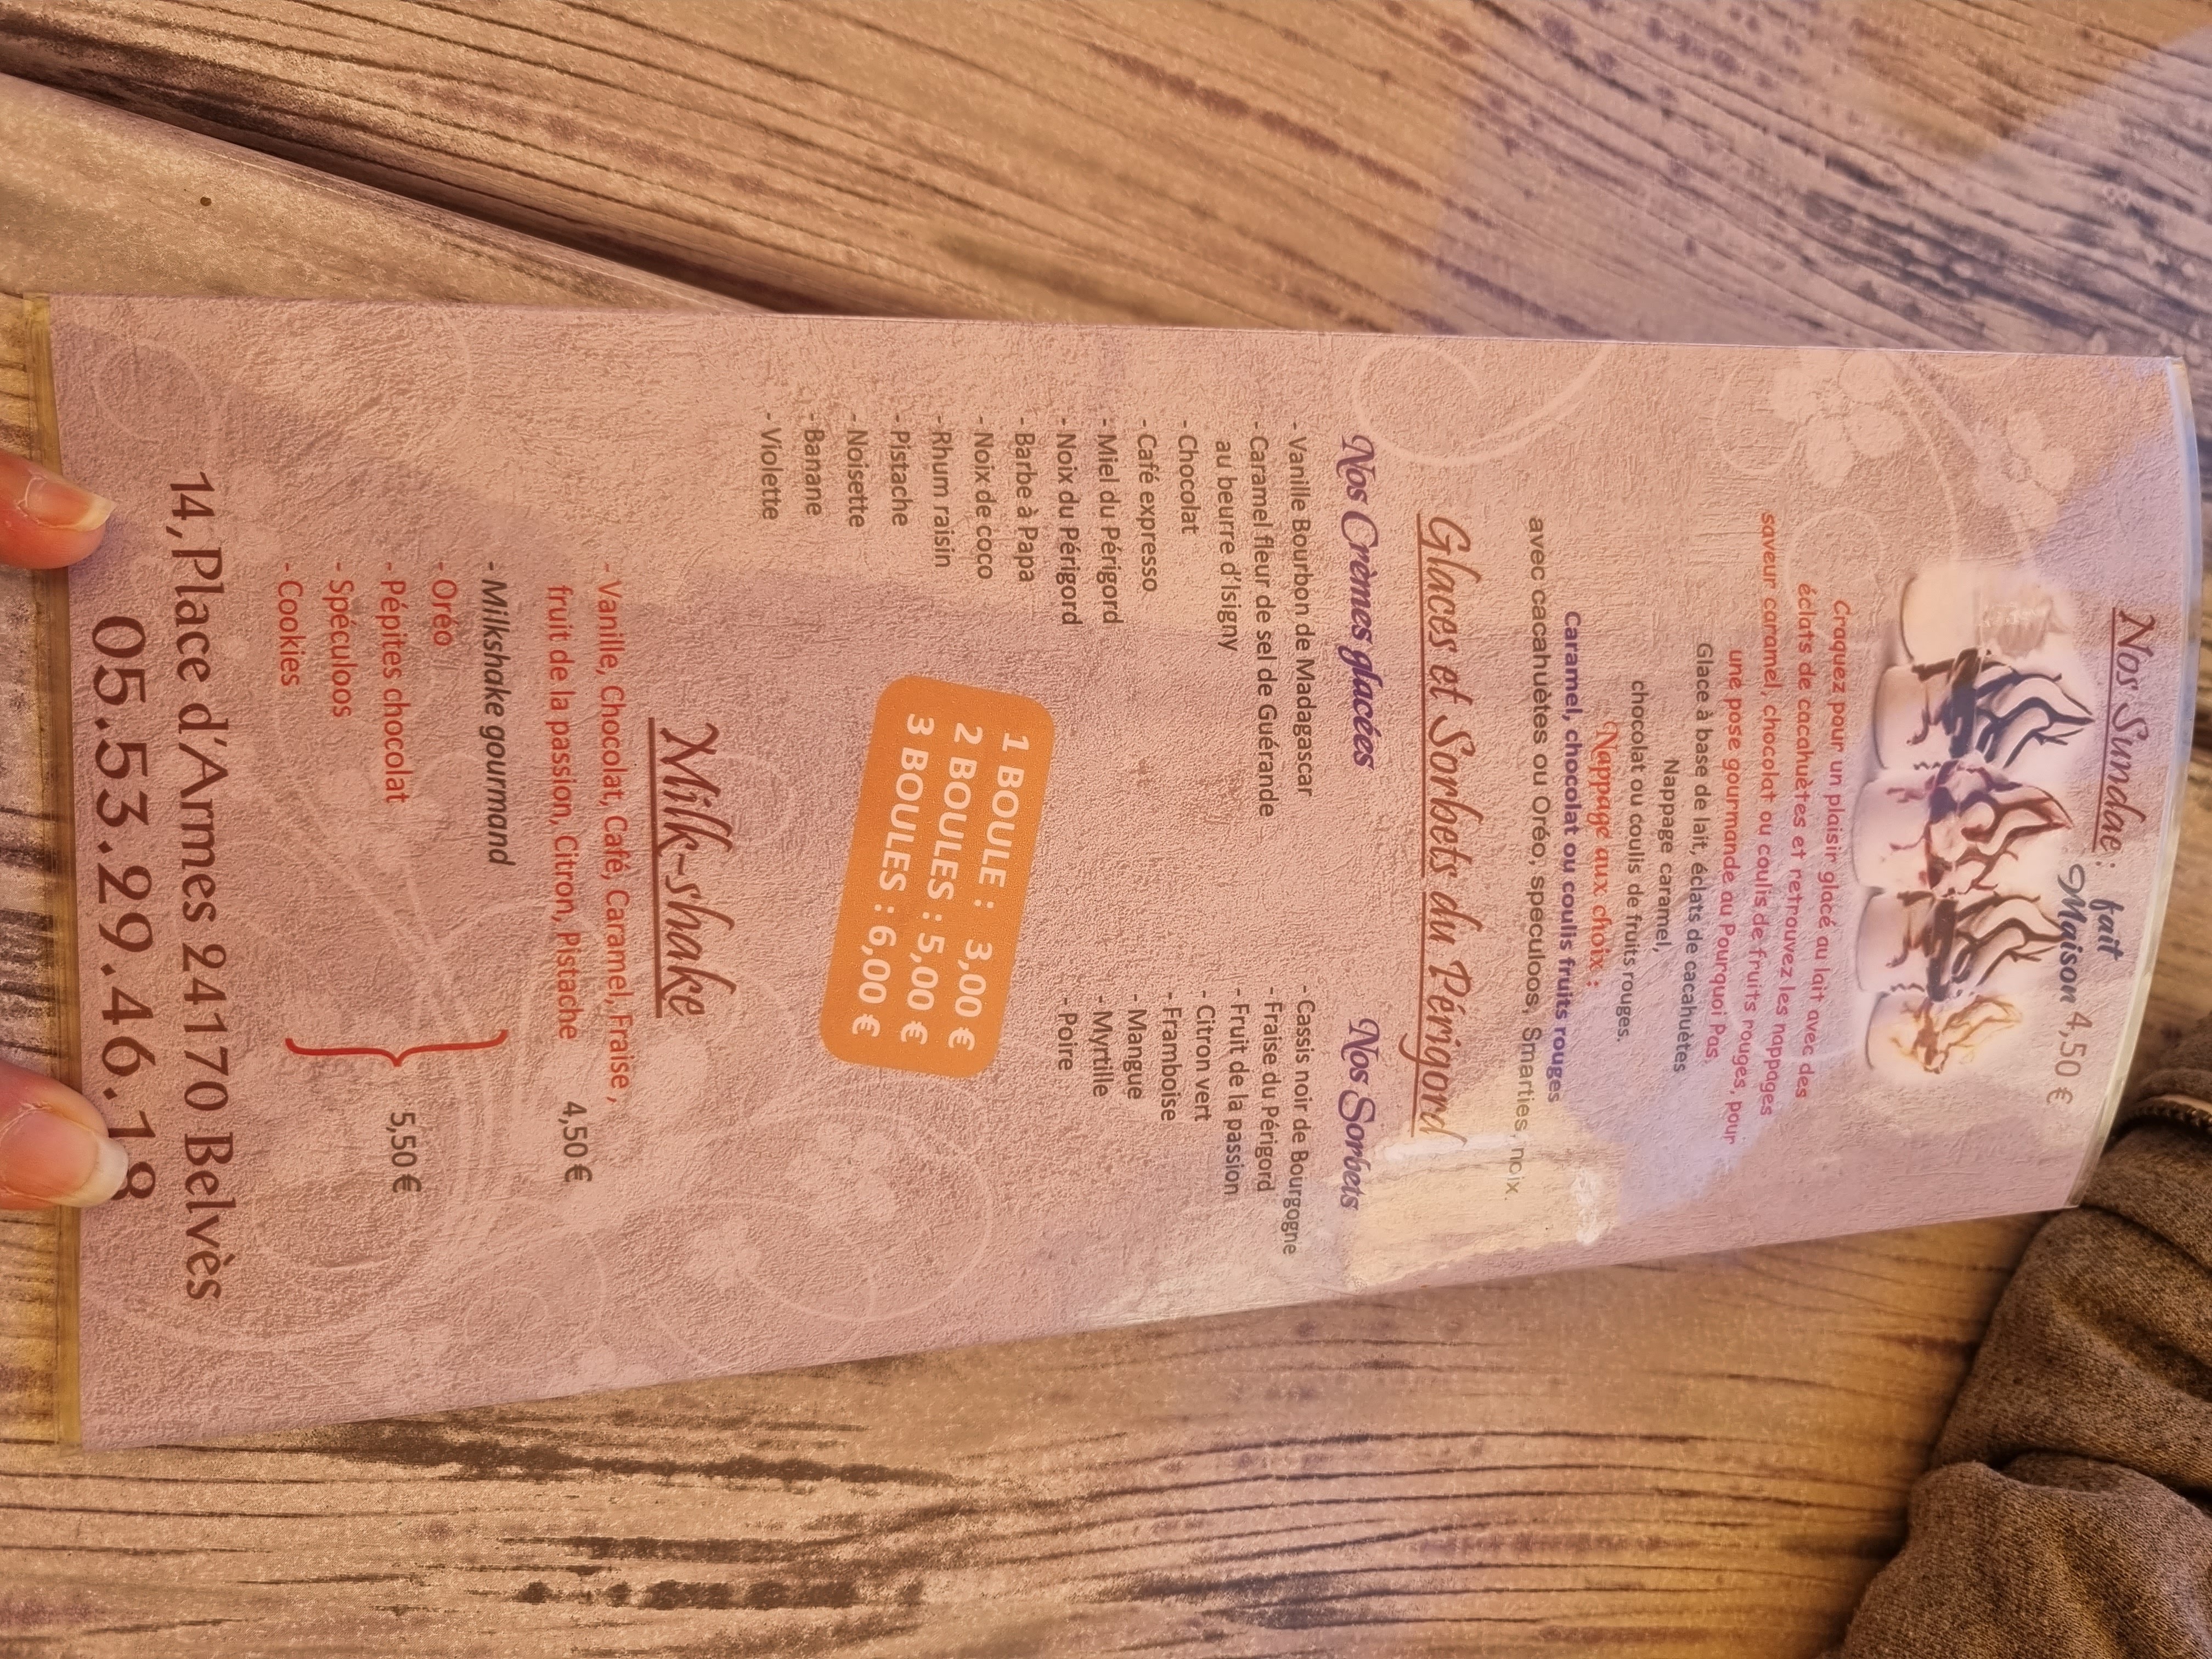 Nos Sundae : fait Maison 4,50 €
Craquez pour un plaisir glacé au lait avec des
éclats de cacahuètes et retrouvez les nappages
saveur caramel, chocolat ou coulis de fruits rouges, pour
une pose gourmande au Pourquoi Pas.
Glace à base de lait, éclats de cacahuètes
Nappage caramel,
chocolat ou coulis de fruits rouges.
Nappage aux choix :
Caramel, chocolat ou coulis fruits rouges
avec cacahuètes ou Oréo, speculoos, Smarties, noix.
Glaces et Sorbets du Périgord
Nos Crèmes glacées
- Vanille Bourbon de Madagascar
- Caramel fleur de sel de Guérande
au beurre d'Isigny
- Chocolat
- Café expresso
- Miel du Périgord
- Noix du Périgord
- Barbe à Papa
- Noix de coco
- Rhum raisin
- PIstache
- Noisette
- Banane
- Violette
Nos Sorbets
- Cassis noir de Bourgogne
- Fraise du Périgord
- Fruit de la passion
- Citron vert
- Framboise
- Mangue
- Myrtille
- Poire
1 BOULE : 3,00 €
2 BOULES : 5,00 €
3 BOULES : 6,00 €
Milk-shake
- Vanille, Chocolat, Café, Caramel, Fraise ,
fruit de la passion, Citron, PIstache 4,50 €
- Milkshake gourmand
- Oréo
- Pépites chocolat 5,50 €
- Spéculoos
- Cookies
14, Place d'Armes 24170 Belvès
05.53.29.46.18